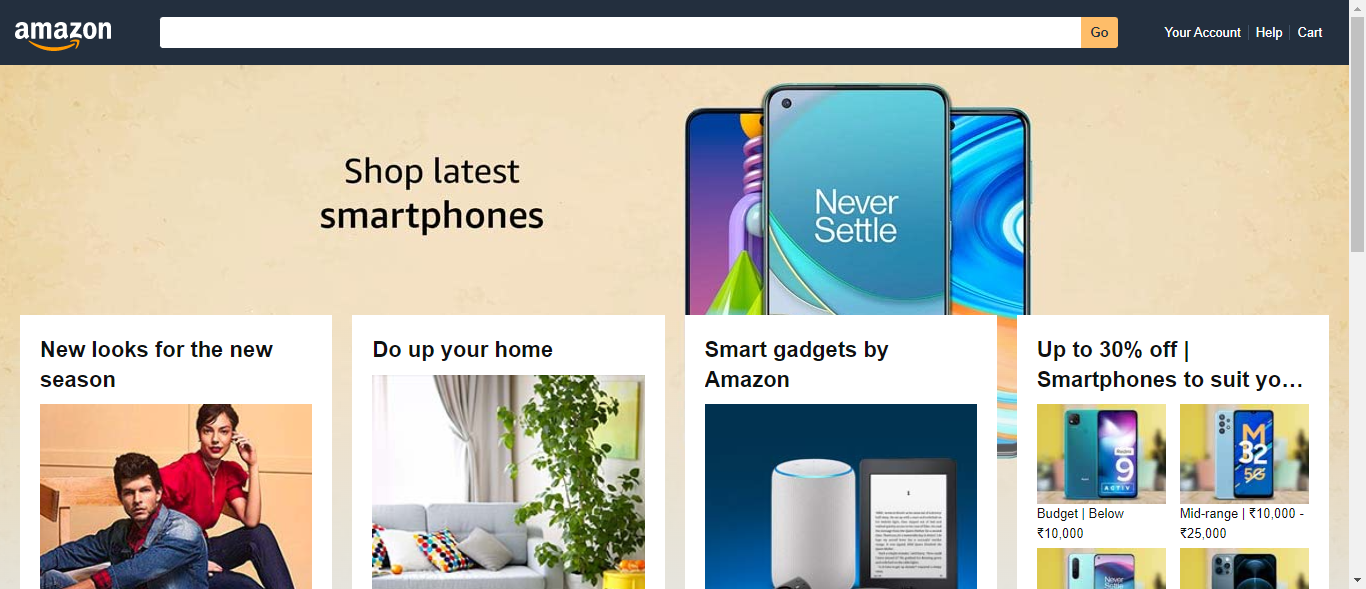 amazon
Go
Your Account
Help
Cart
Shop latest
smartphones
Never
Settle
New looks for the new
season
Do up your home
Smart gadgets by
Amazon
Up to 30% off |
Smartphones to suit yo…
Redmi
9
ACTIV
M
32
5G
Budget | Below
₹10,000
Mid-range | ₹10,000 -
₹25,000
Never
Settle